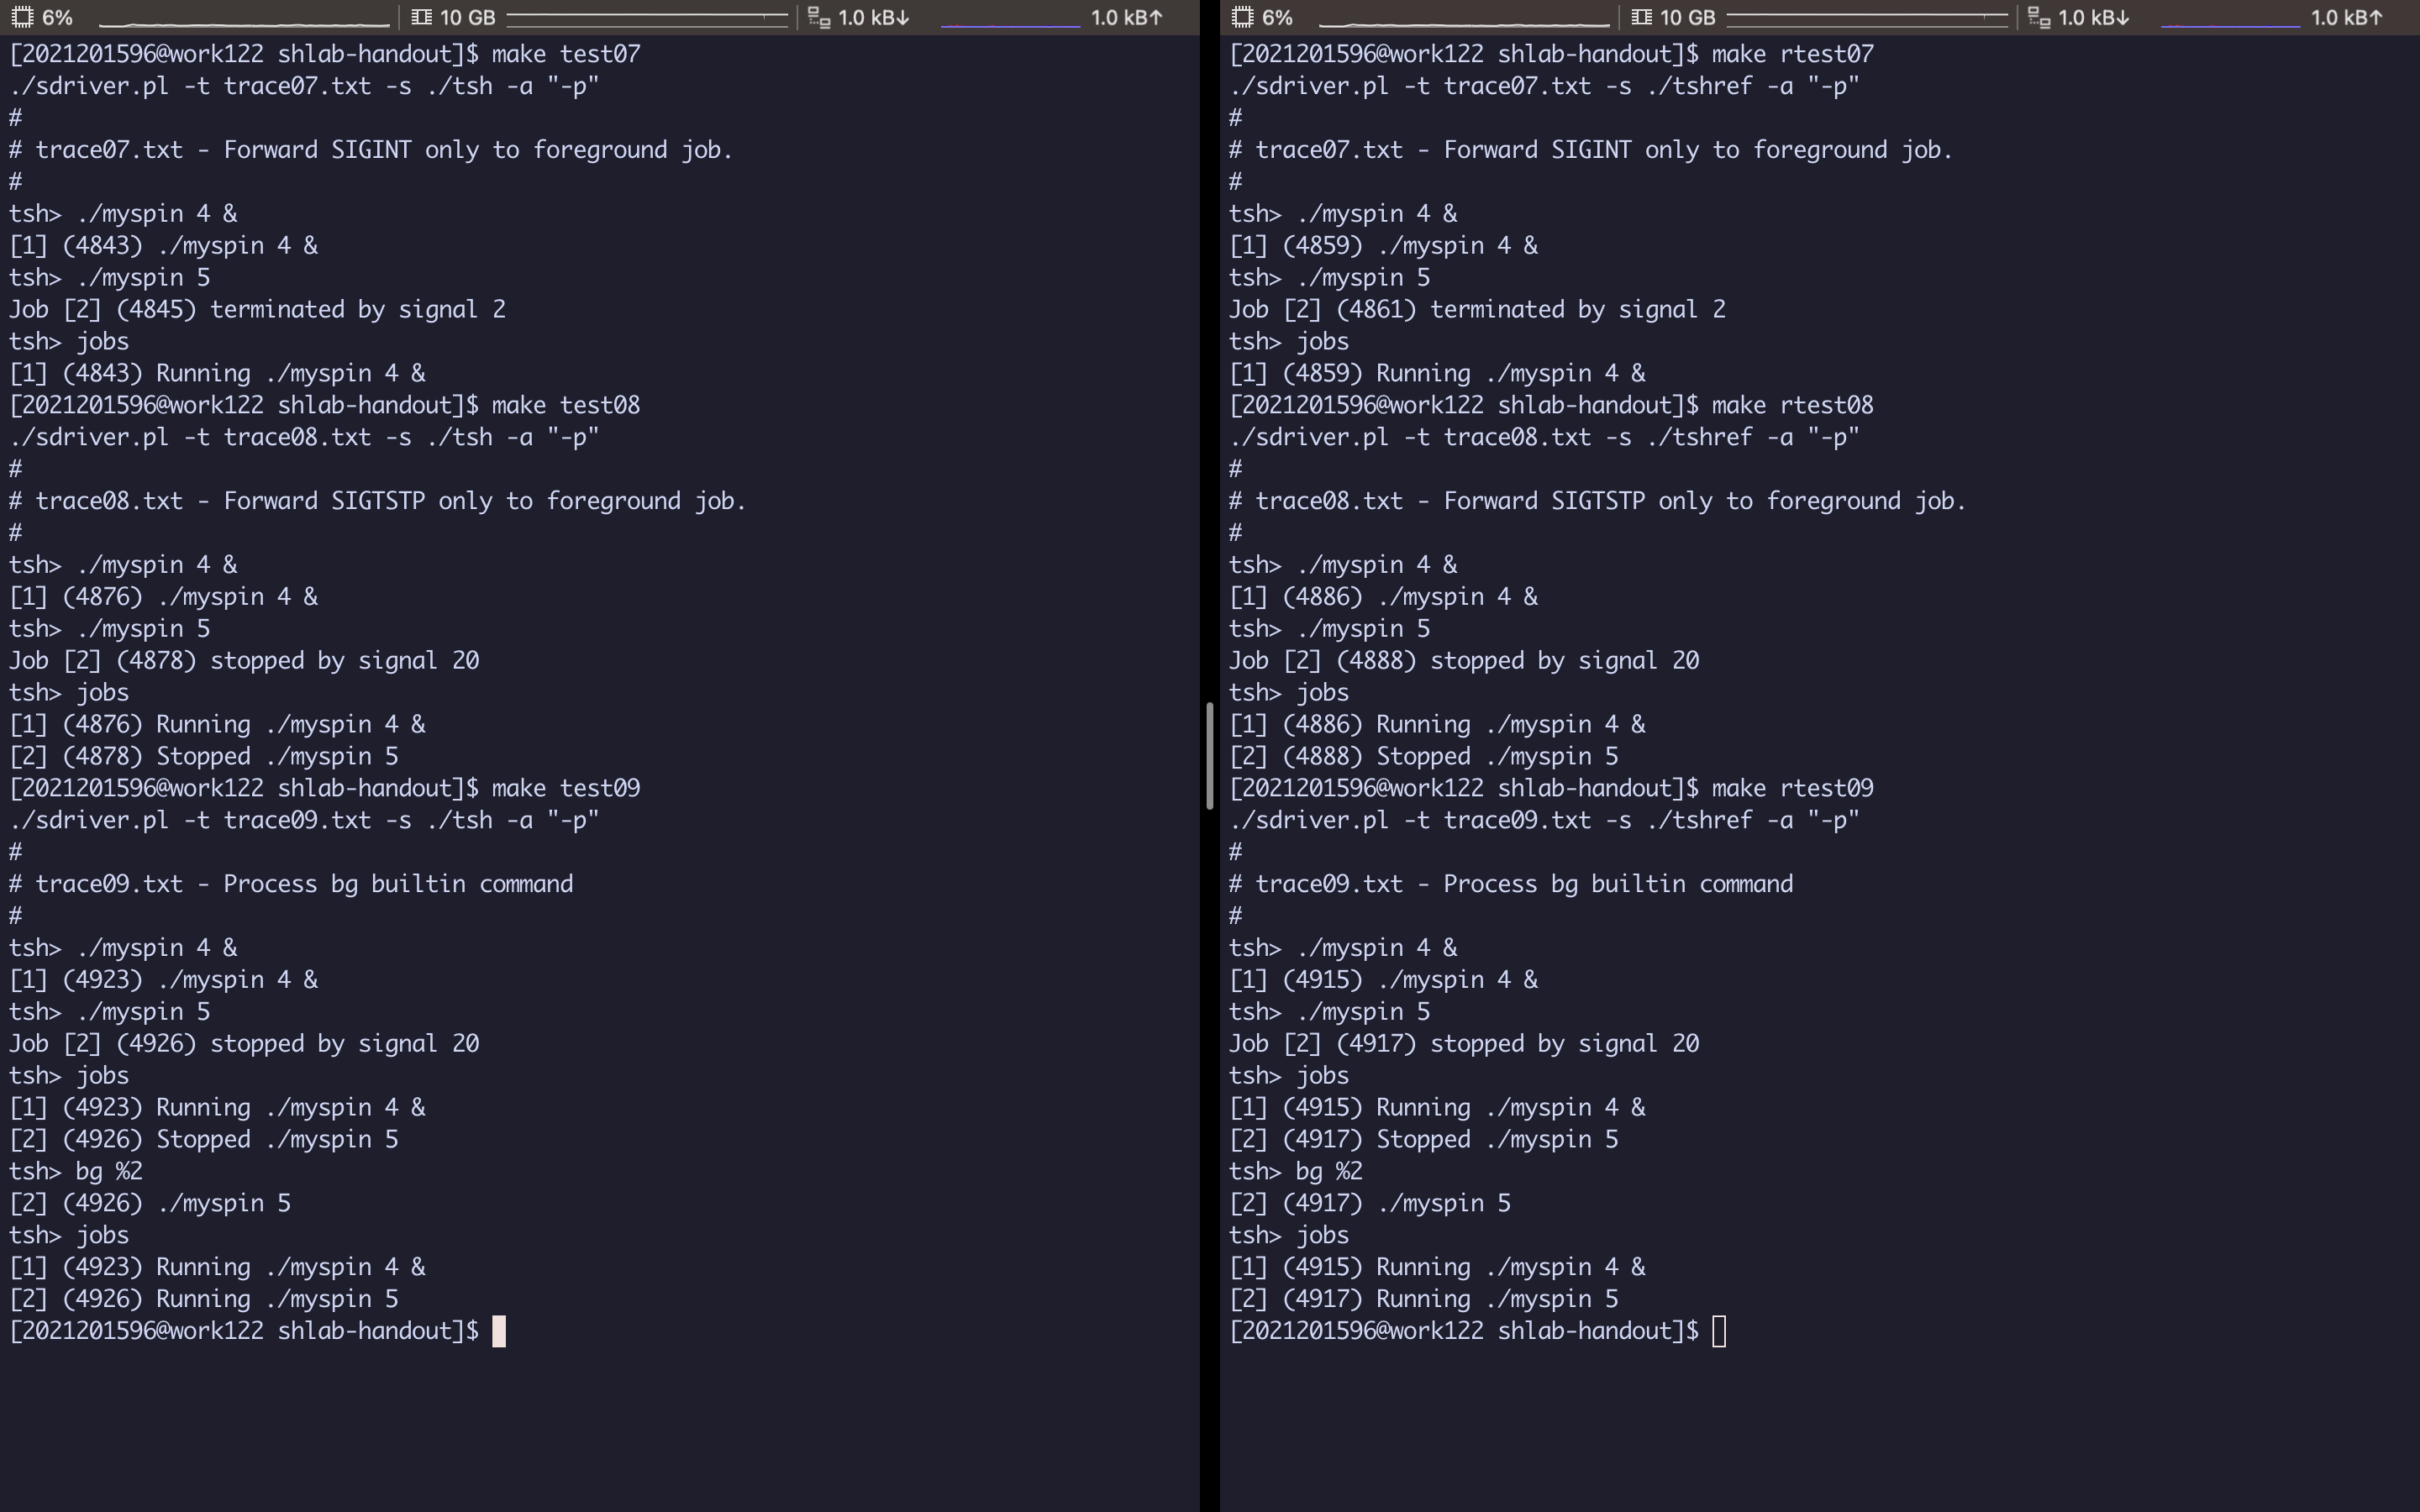 6% 10 GB 1.0 kB↓ 1.0 kB↑
[2021201596@work122 shlab-handout]$ make test07
./sdriver.pl -t trace07.txt -s ./tsh -a "-p"
#
# trace07.txt - Forward SIGINT only to foreground job.
#
tsh> ./myspin 4 &
[1] (4843) ./myspin 4 &
tsh> ./myspin 5
Job [2] (4845) terminated by signal 2
tsh> jobs
[1] (4843) Running ./myspin 4 &
[2021201596@work122 shlab-handout]$ make test08
./sdriver.pl -t trace08.txt -s ./tsh -a "-p"
#
# trace08.txt - Forward SIGTSTP only to foreground job.
#
tsh> ./myspin 4 &
[1] (4876) ./myspin 4 &
tsh> ./myspin 5
Job [2] (4878) stopped by signal 20
tsh> jobs
[1] (4876) Running ./myspin 4 &
[2] (4878) Stopped ./myspin 5
[2021201596@work122 shlab-handout]$ make test09
./sdriver.pl -t trace09.txt -s ./tsh -a "-p"
#
# trace09.txt - Process bg builtin command
#
tsh> ./myspin 4 &
[1] (4923) ./myspin 4 &
tsh> ./myspin 5
Job [2] (4926) stopped by signal 20
tsh> jobs
[1] (4923) Running ./myspin 4 &
[2] (4926) Stopped ./myspin 5
tsh> bg %2
[2] (4926) ./myspin 5
tsh> jobs
[1] (4923) Running ./myspin 4 &
[2] (4926) Running ./myspin 5
[2021201596@work122 shlab-handout]$
6% 10 GB 1.0 kB↓ 1.0 kB↑
[2021201596@work122 shlab-handout]$ make rtest07
./sdriver.pl -t trace07.txt -s ./tshref -a "-p"
#
# trace07.txt - Forward SIGINT only to foreground job.
#
tsh> ./myspin 4 &
[1] (4859) ./myspin 4 &
tsh> ./myspin 5
Job [2] (4861) terminated by signal 2
tsh> jobs
[1] (4859) Running ./myspin 4 &
[2021201596@work122 shlab-handout]$ make rtest08
./sdriver.pl -t trace08.txt -s ./tshref -a "-p"
#
# trace08.txt - Forward SIGTSTP only to foreground job.
#
tsh> ./myspin 4 &
[1] (4886) ./myspin 4 &
tsh> ./myspin 5
Job [2] (4888) stopped by signal 20
tsh> jobs
[1] (4886) Running ./myspin 4 &
[2] (4888) Stopped ./myspin 5
[2021201596@work122 shlab-handout]$ make rtest09
./sdriver.pl -t trace09.txt -s ./tshref -a "-p"
#
# trace09.txt - Process bg builtin command
#
tsh> ./myspin 4 &
[1] (4915) ./myspin 4 &
tsh> ./myspin 5
Job [2] (4917) stopped by signal 20
tsh> jobs
[1] (4915) Running ./myspin 4 &
[2] (4917) Stopped ./myspin 5
tsh> bg %2
[2] (4917) ./myspin 5
tsh> jobs
[1] (4915) Running ./myspin 4 &
[2] (4917) Running ./myspin 5
[2021201596@work122 shlab-handout]$